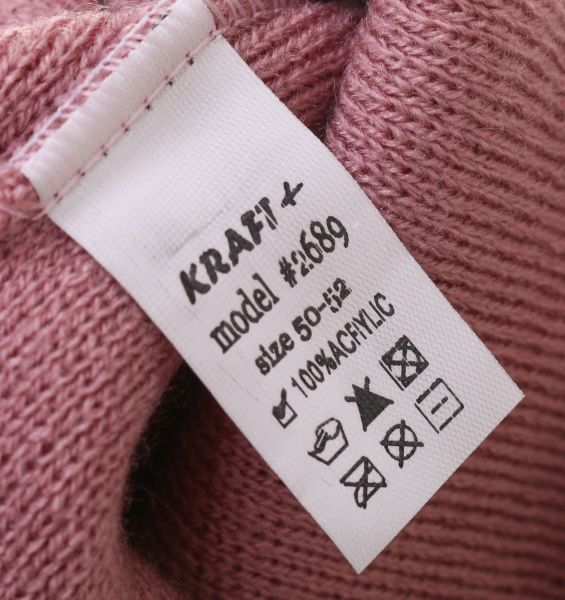 KRAFT +
model #2689
size 50-52
100%ACRYLIC